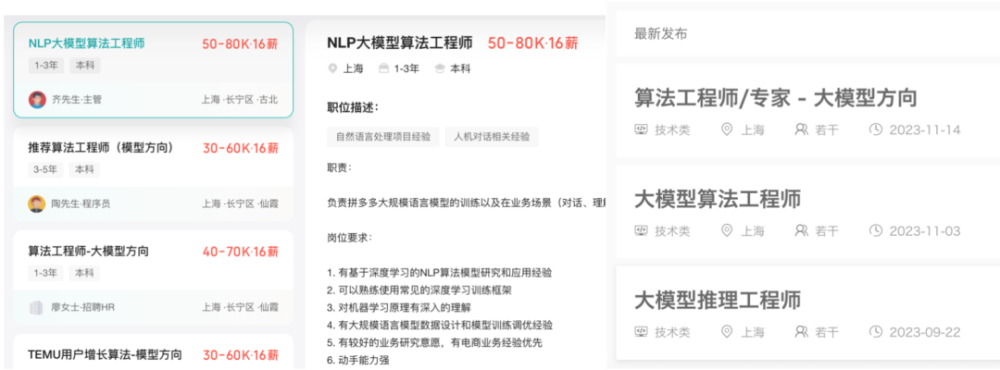 NLP大模型算法工程师 50-80K·16薪
1-3年 本科
齐先生·主管 上海·长宁区·古北
推荐算法工程师（模型方向） 30-60K·16薪
3-5年 本科
陶先生·程序员 上海·长宁区·仙霞
算法工程师-大模型方向 40-70K·16薪
1-3年 本科
廖女士·招聘HR 上海·长宁区·仙霞
TEMU用户增长算法-模型方向 30-60K·16薪
NLP大模型算法工程师 50-80K·16薪
上海 1-3年 本科
职位描述：
自然语言处理项目经验 人机对话相关经验
职责：
负责拼多多大规模语言模型的训练以及在业务场景（对话、理
岗位要求：
1. 有基于深度学习的NLP算法模型研究和应用经验
2. 可以熟练使用常见的深度学习训练框架
3. 对机器学习原理有深入的理解
4. 有大规模语言模型数据设计和模型训练调优经验
5. 有较好的业务研究意愿，有电商业务经验优先
6. 动手能力强
最新发布
算法工程师/专家 - 大模型方向
技术类 上海 若干 2023-11-14
大模型算法工程师
技术类 上海 若干 2023-11-03
大模型推理工程师
技术类 上海 若干 2023-09-22